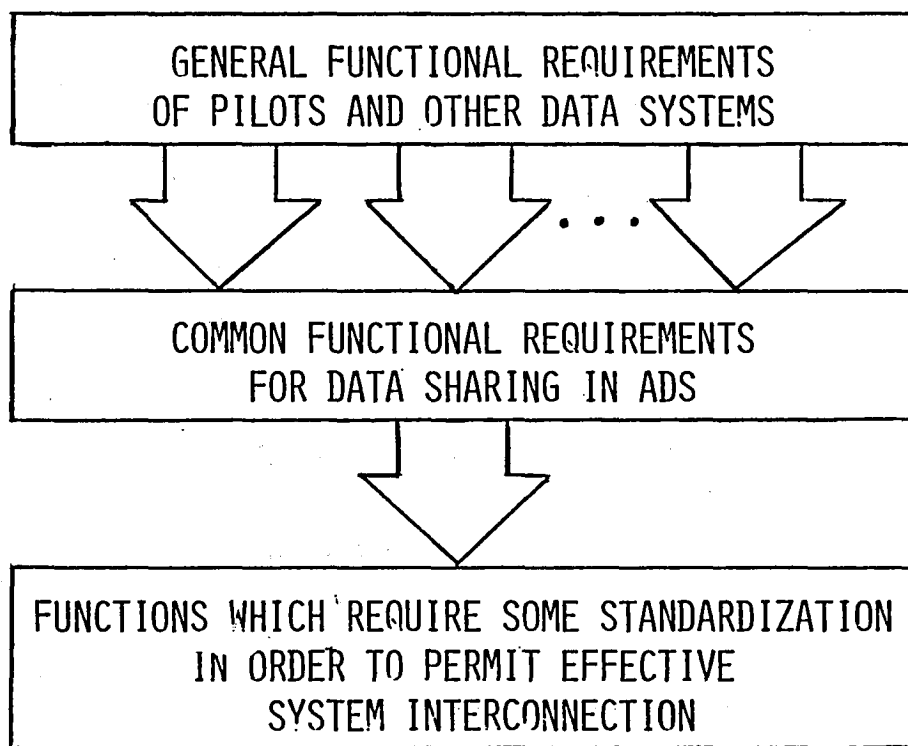 GENERAL FUNCTIONAL REQUIREMENTS
OF PILOTS AND OTHER DATA SYSTEMS
. . .
COMMON FUNCTIONAL REQUIREMENTS
FOR DATA SHARING IN ADS
FUNCTIONS WHICH REQUIRE SOME STANDARDIZATION
IN ORDER TO PERMIT EFFECTIVE
SYSTEM INTERCONNECTION